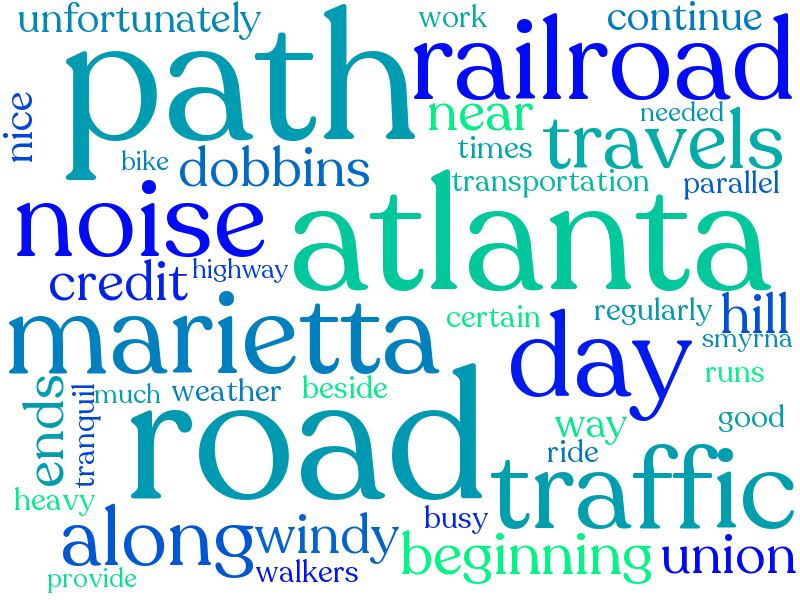 unfortunately
work
continue
path
railroad
nice
near
needed
travels
times
bike
dobbins
transportation
parallel
noise
atlanta
credit
highway
marietta
certain
regularly
hill
day
smyrna
runs
ends
tranquil
much
weather
beside
road
way
good
ride
traffic
heavy
along
windy
busy
beginning
union
walkers
provide